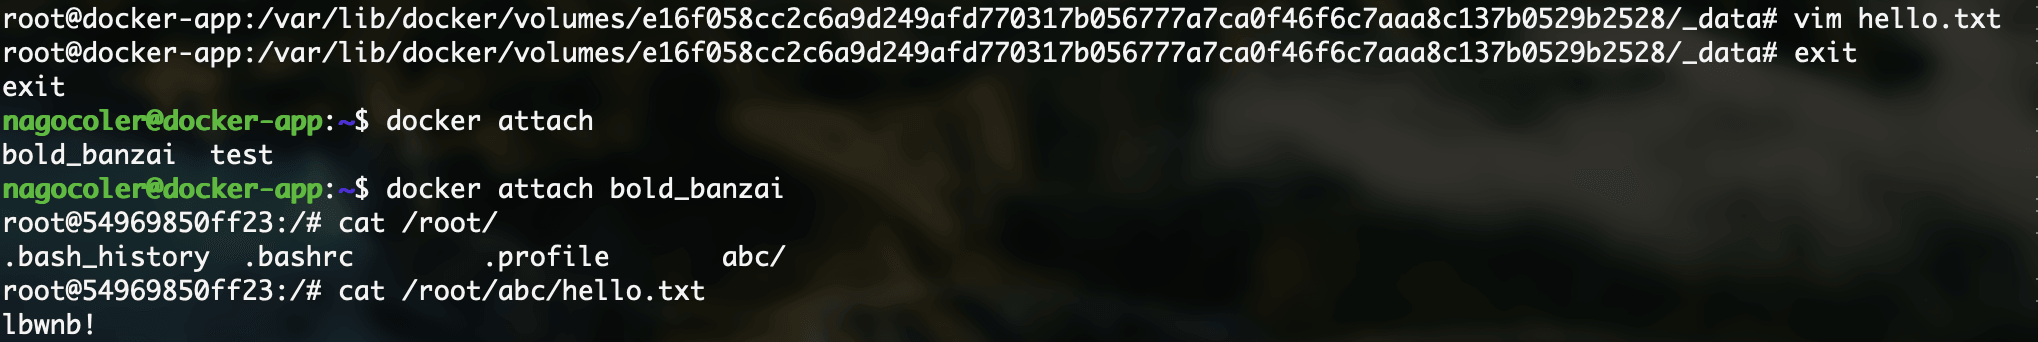 root@docker-app:/var/lib/docker/volumes/e16f058cc2c6a9d249afd770317b056777a7ca0f46f6c7aaa8c137b0529b2528/_data# vim hello.txt
root@docker-app:/var/lib/docker/volumes/e16f058cc2c6a9d249afd770317b056777a7ca0f46f6c7aaa8c137b0529b2528/_data# exit
exit
nagocoler@docker-app:~$ docker attach
bold_banzai  test
nagocoler@docker-app:~$ docker attach bold_banzai
root@54969850ff23:/# cat /root/
.bash_history  .bashrc        .profile       abc/
root@54969850ff23:/# cat /root/abc/hello.txt
lbwnb!